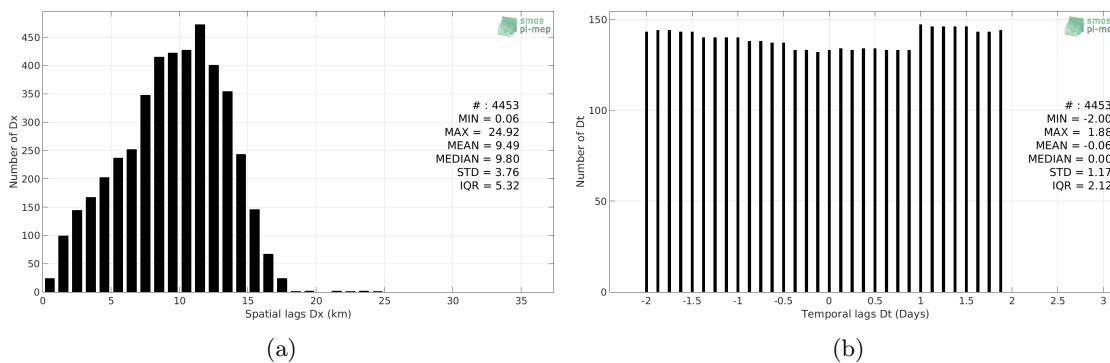 smos
pi-mep
450
400
350
300
250
200
150
100
50
0
Number of Dx
# : 4453
MIN = 0.06
MAX = 24.92
MEAN = 9.49
MEDIAN = 9.80
STD = 3.76
IQR = 5.32
0 5 10 15 20 25 30 35
Spatial lags Dx (km)
(a)
smos
pi-mep
150
100
50
0
Number of Dt
# : 4453
MIN = -2.00
MAX = 1.88
MEAN = -0.06
MEDIAN = 0.00
STD = 1.17
IQR = 2.12
-2 -1.5 -1 -0.5 0 0.5 1 1.5 2 2.5 3
Temporal lags Dt (Days)
(b)